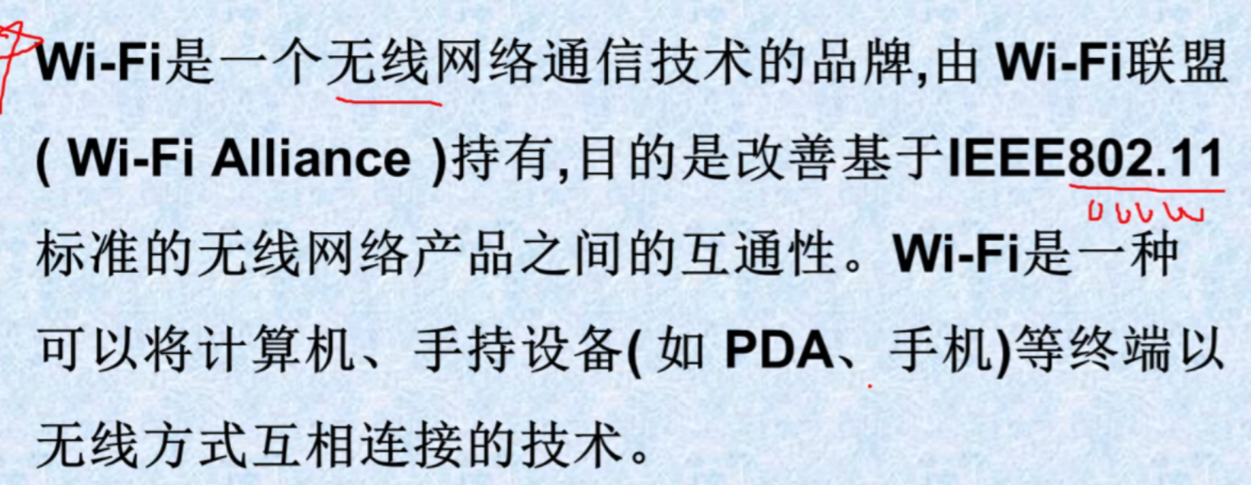 Wi-Fi是一个无线网络通信技术的品牌,由 Wi-Fi联盟
( Wi-Fi Alliance )持有,目的是改善基于IEEE802.11
标准的无线网络产品之间的互通性。Wi-Fi是一种
可以将计算机、手持设备( 如 PDA、手机)等终端以
无线方式互相连接的技术。